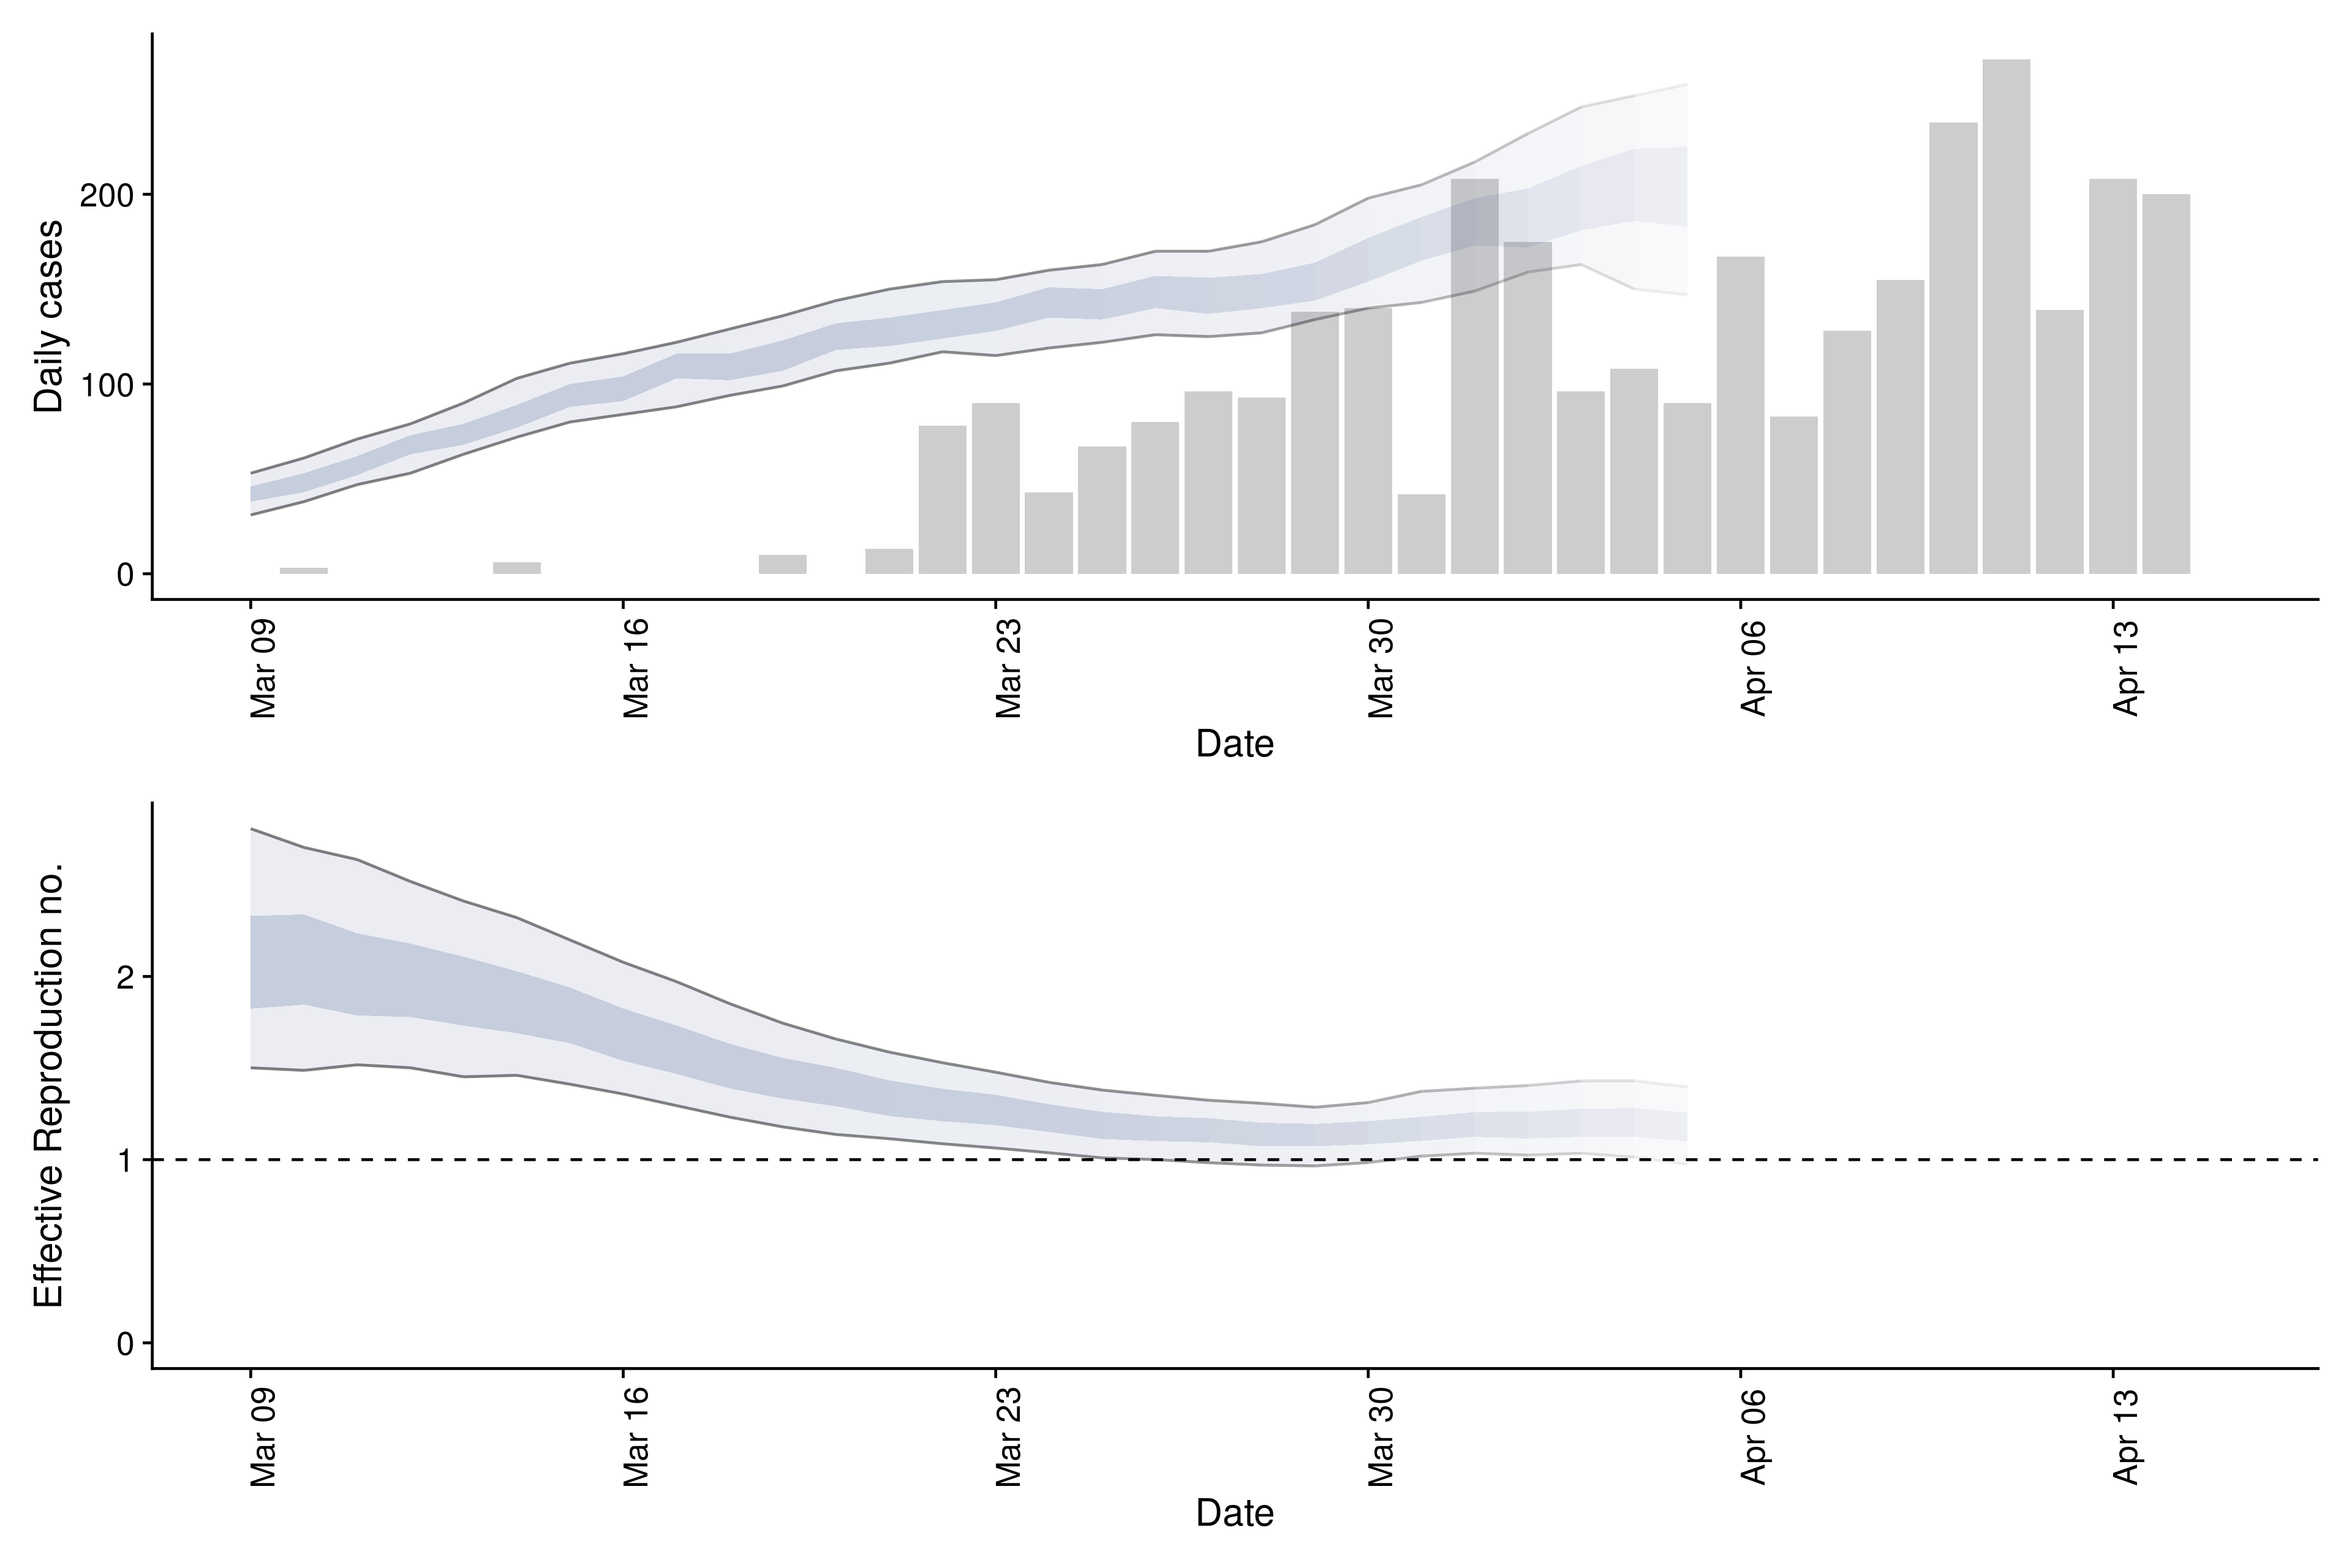 Daily cases
200
100
0
Mar 09
Mar 16
Mar 23
Mar 30
Apr 06
Apr 13
Date
Effective Reproduction no.
2
1
0
Mar 09
Mar 16
Mar 23
Mar 30
Apr 06
Apr 13
Date